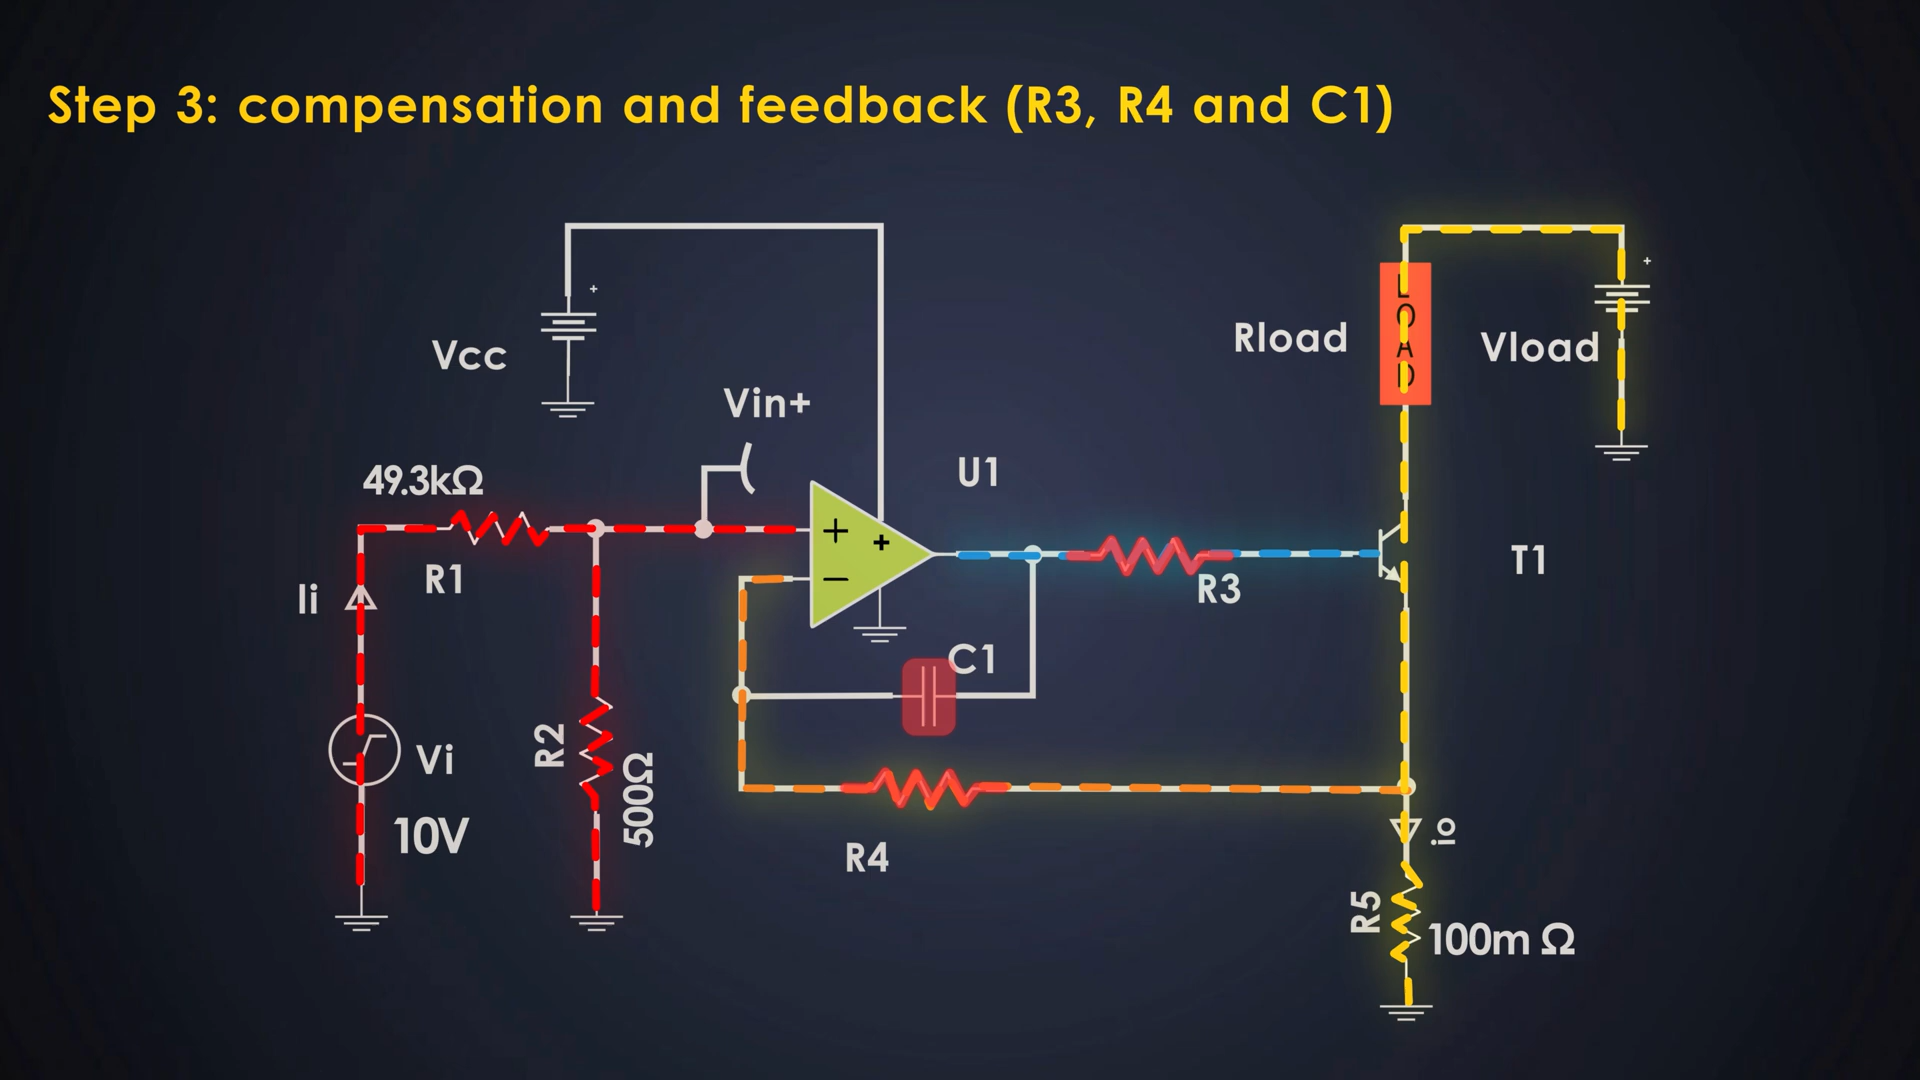 Step 3: compensation and feedback (R3, R4 and C1)
+
+
Vcc
Rload
LOAD
Vload
Vin+
49.3kΩ
U1
+
+
−
R1
Ii
R3
T1
C1
R2
500Ω
Vi
10V
R4
io
R5
100m Ω